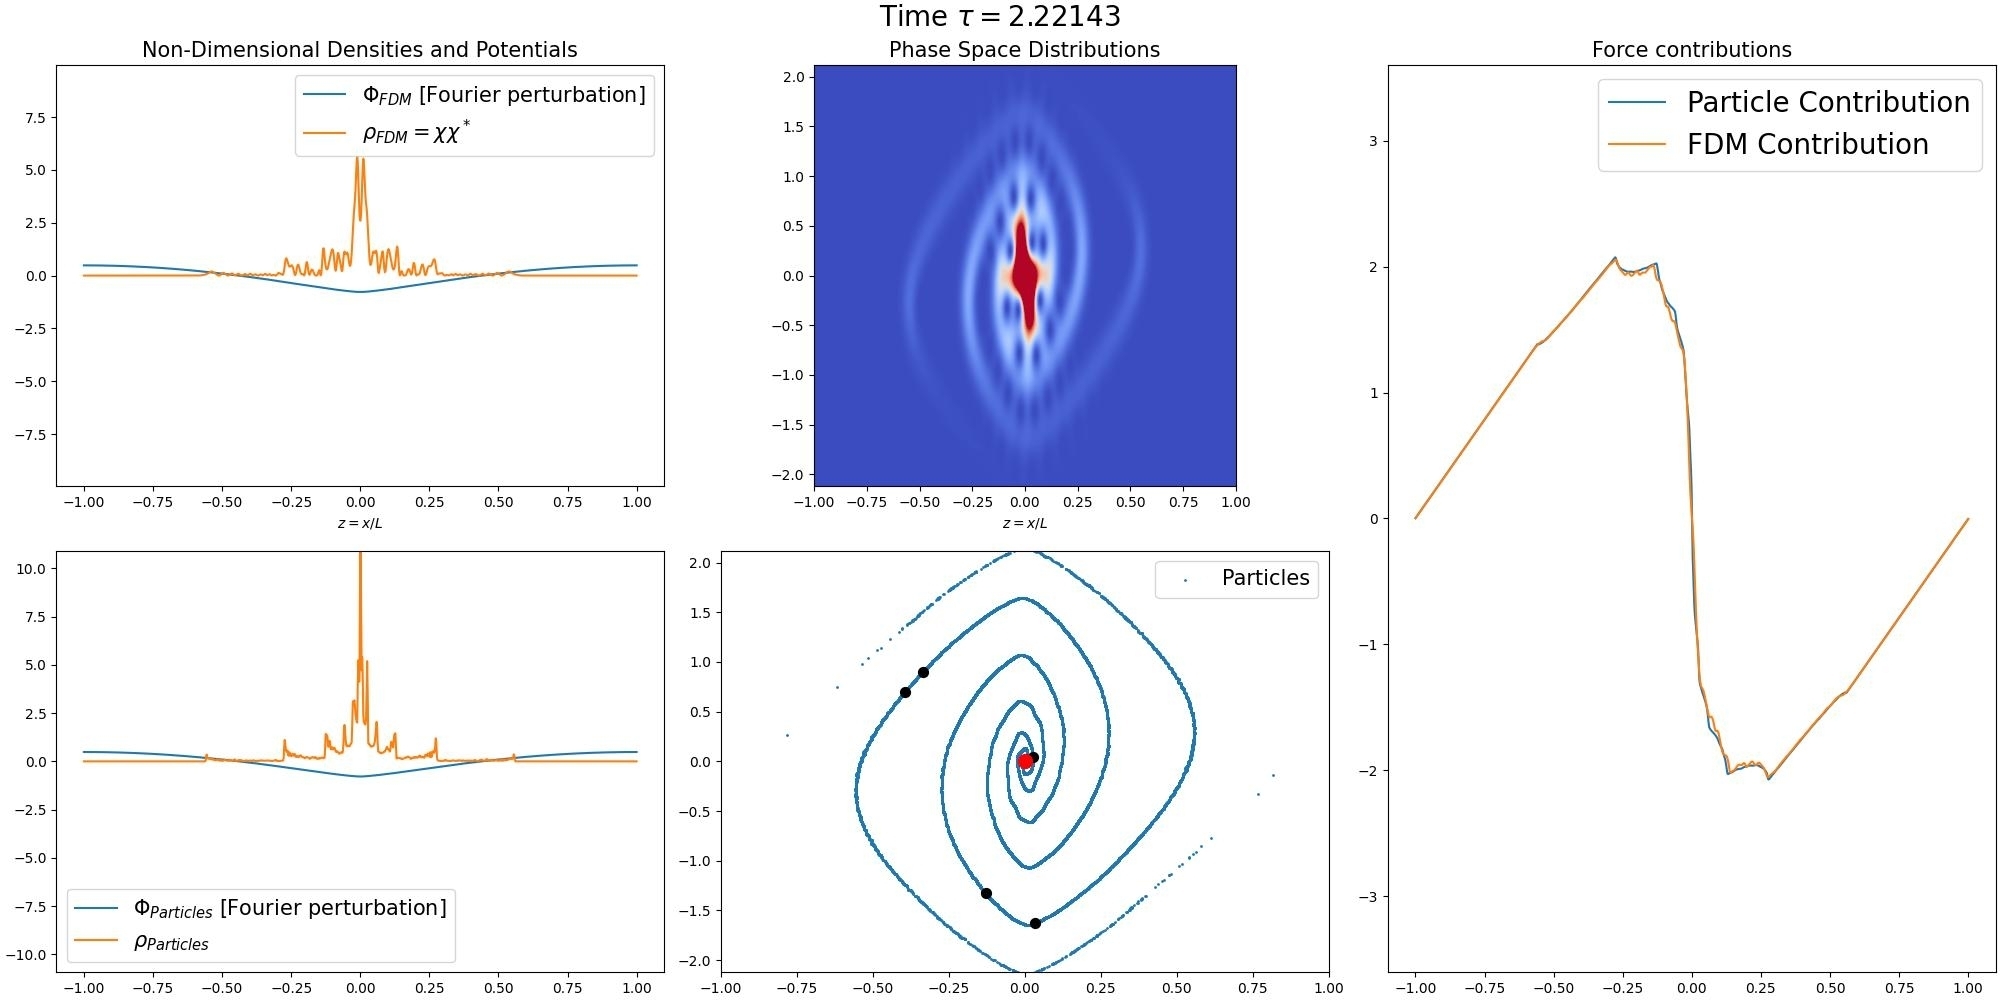 Time τ = 2.22143
Non-Dimensional Densities and Potentials
Φ_FDM [Fourier perturbation]
ρ_FDM = χχ*
7.5
5.0
2.5
0.0
−2.5
−5.0
−7.5
−1.00 −0.75 −0.50 −0.25 0.00 0.25 0.50 0.75 1.00
z = x/L
Phase Space Distributions
2.0
1.5
1.0
0.5
0.0
−0.5
−1.0
−1.5
−2.0
−1.00 −0.75 −0.50 −0.25 0.00 0.25 0.50 0.75 1.00
z = x/L
Force contributions
Particle Contribution
FDM Contribution
3
2
1
0
−1
−2
−3
−1.00 −0.75 −0.50 −0.25 0.00 0.25 0.50 0.75 1.00
10.0
7.5
5.0
2.5
0.0
−2.5
−5.0
−7.5
−10.0
Φ_Particles [Fourier perturbation]
ρ_Particles
−1.00 −0.75 −0.50 −0.25 0.00 0.25 0.50 0.75 1.00
Particles
2.0
1.5
1.0
0.5
0.0
−0.5
−1.0
−1.5
−2.0
−1.00 −0.75 −0.50 −0.25 0.00 0.25 0.50 0.75 1.00